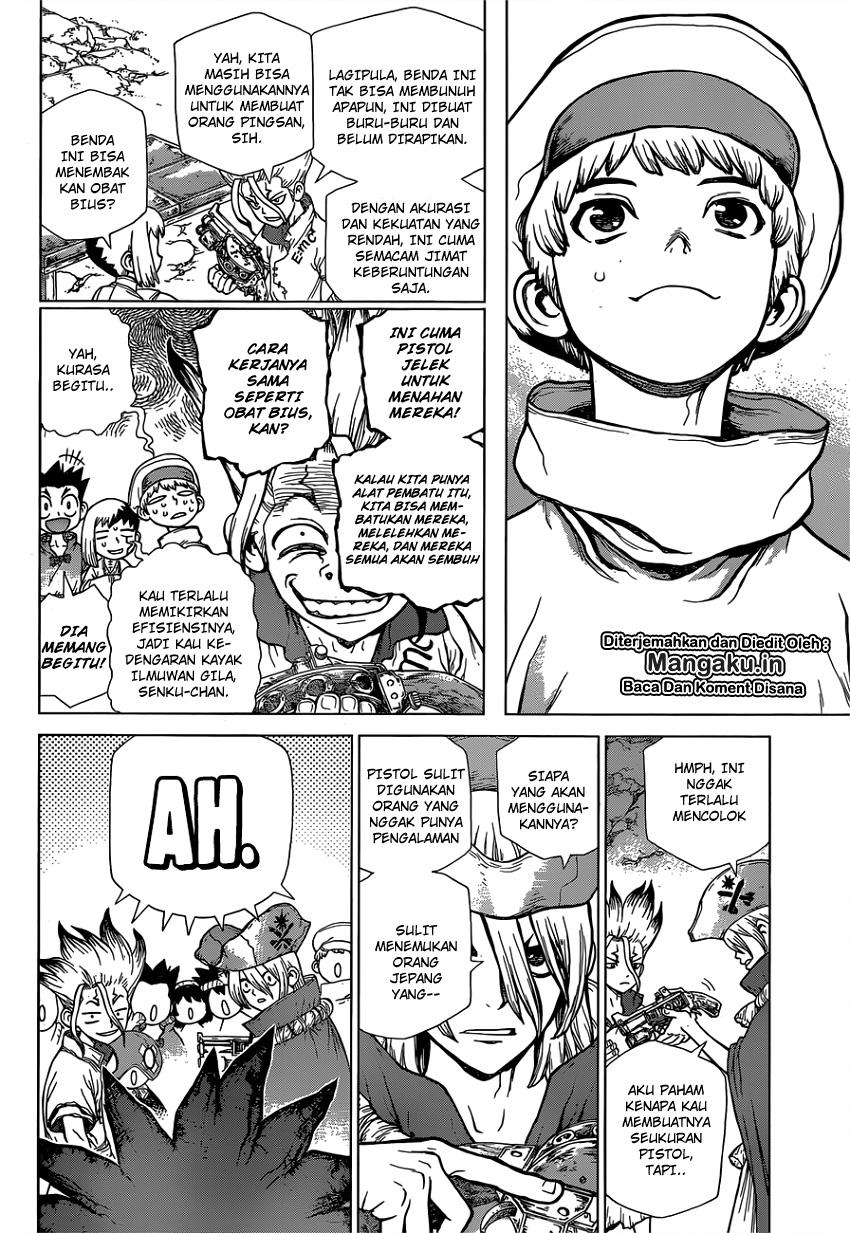 LAGIPULA, BENDA INI
TAK BISA MEMBUNUH
APAPUN, INI DIBUAT
BURU-BURU DAN
BELUM DIRAPIKAN.
YAH, KITA
MASIH BISA
MENGGUNAKANNYA
UNTUK MEMBUAT
ORANG PINGSAN,
SIH.
BENDA
INI BISA
MENEMBAK
KAN OBAT
BIUS?
DENGAN AKURASI
DAN KEKUATAN YANG
RENDAH, INI CUMA
SEMACAM JIMAT
KEBERUNTUNGAN
SAJA.
EMC
INI CUMA
PISTOL
JELEK
UNTUK
MENAHAN
MEREKA!
CARA
KERJANYA
SAMA
SEPERTI
OBAT BIUS,
KAN?
YAH,
KURASA
BEGITU..
KALAU KITA PUNYA
ALAT PEMBATU ITU,
KITA BISA MEM-
BATUKAN MEREKA,
MELELEHKAN ME-
REKA, DAN MEREKA
SEMUA AKAN SEMBUH
KAU TERLALU
MEMIKIRKAN
EFISIENSINYA,
JADI KAU KE-
DENGARAN KAYAK
ILMUWAN GILA,
SENKU-CHAN.
DIA
MEMANG
BEGITU!
Diterjemahkan dan Diedit Oleh :
Mangaku.in
Baca Dan Koment Disana
HMPH, INI
NGGAK
TERLALU
MENCOLOK
AKU PAHAM
KENAPA KAU
MEMBUATNYA
SEUKURAN
PISTOL,
TAPI..
SIAPA
YANG AKAN
MENGGUNA-
KANNYA?
PISTOL SULIT
DIGUNAKAN
ORANG YANG
NGGAK PUNYA
PENGALAMAN
SULIT
MENEMUKAN
ORANG
JEPANG
YANG--
AH.